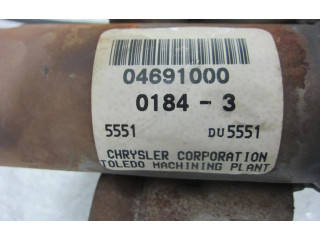 04691000
0184 - 3
5551 DU 5551
CHRYSLER CORPORATION
TOLEDO MACHINING PLANT